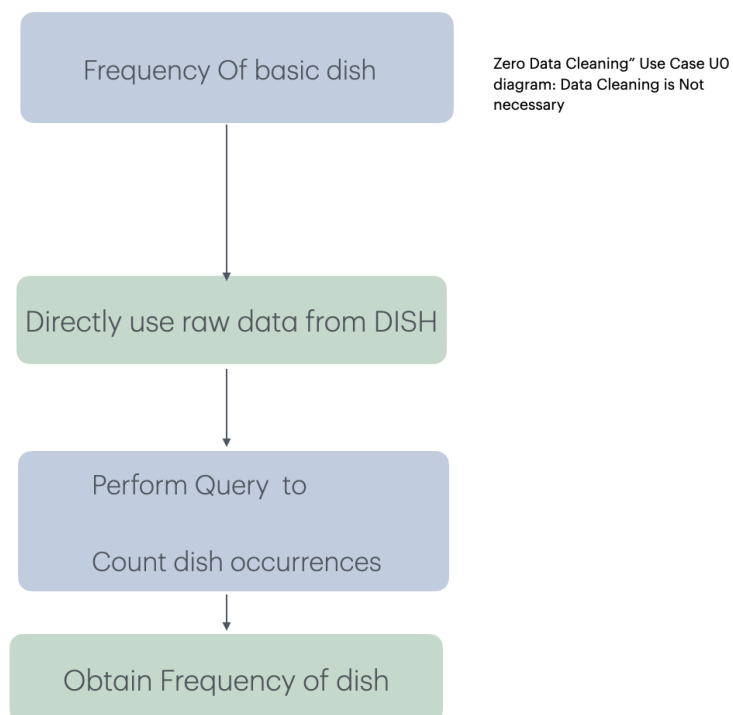 Frequency Of basic dish
Zero Data Cleaning” Use Case U0
diagram: Data Cleaning is Not
necessary
Directly use raw data from DISH
Perform Query to
Count dish occurrences
Obtain Frequency of dish